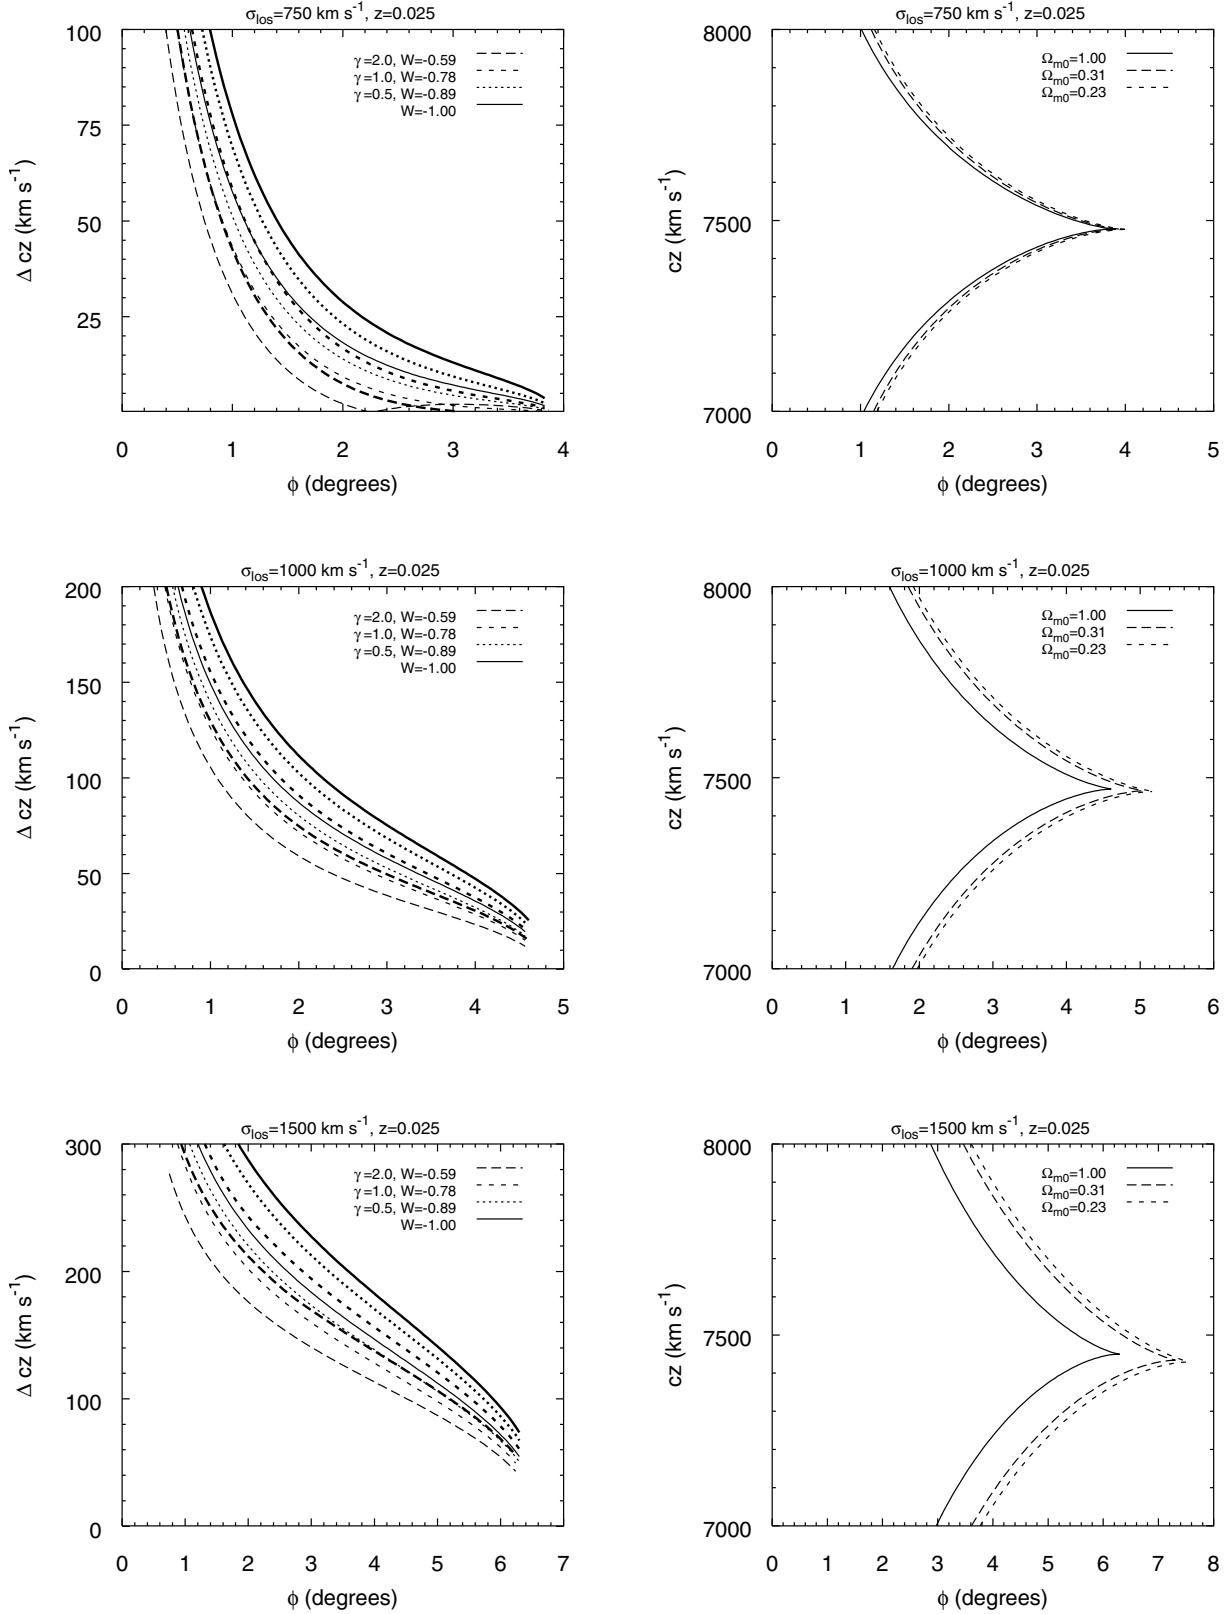 σlos=750 km s-1, z=0.025
100
75
50
25
Δ cz (km s-1)
γ=2.0, W=-0.59
γ=1.0, W=-0.78
γ=0.5, W=-0.89
W=-1.00
0 1 2 3 4
ϕ (degrees)
σlos=750 km s-1, z=0.025
8000
7500
7000
cz (km s-1)
Ωm0=1.00
Ωm0=0.31
Ωm0=0.23
0 1 2 3 4 5
ϕ (degrees)
σlos=1000 km s-1, z=0.025
200
150
100
50
0
Δ cz (km s-1)
γ=2.0, W=-0.59
γ=1.0, W=-0.78
γ=0.5, W=-0.89
W=-1.00
0 1 2 3 4 5
ϕ (degrees)
σlos=1000 km s-1, z=0.025
8000
7500
7000
cz (km s-1)
Ωm0=1.00
Ωm0=0.31
Ωm0=0.23
0 1 2 3 4 5 6
ϕ (degrees)
σlos=1500 km s-1, z=0.025
300
200
100
0
Δ cz (km s-1)
γ=2.0, W=-0.59
γ=1.0, W=-0.78
γ=0.5, W=-0.89
W=-1.00
0 1 2 3 4 5 6 7
ϕ (degrees)
σlos=1500 km s-1, z=0.025
8000
7500
7000
cz (km s-1)
Ωm0=1.00
Ωm0=0.31
Ωm0=0.23
0 1 2 3 4 5 6 7 8
ϕ (degrees)